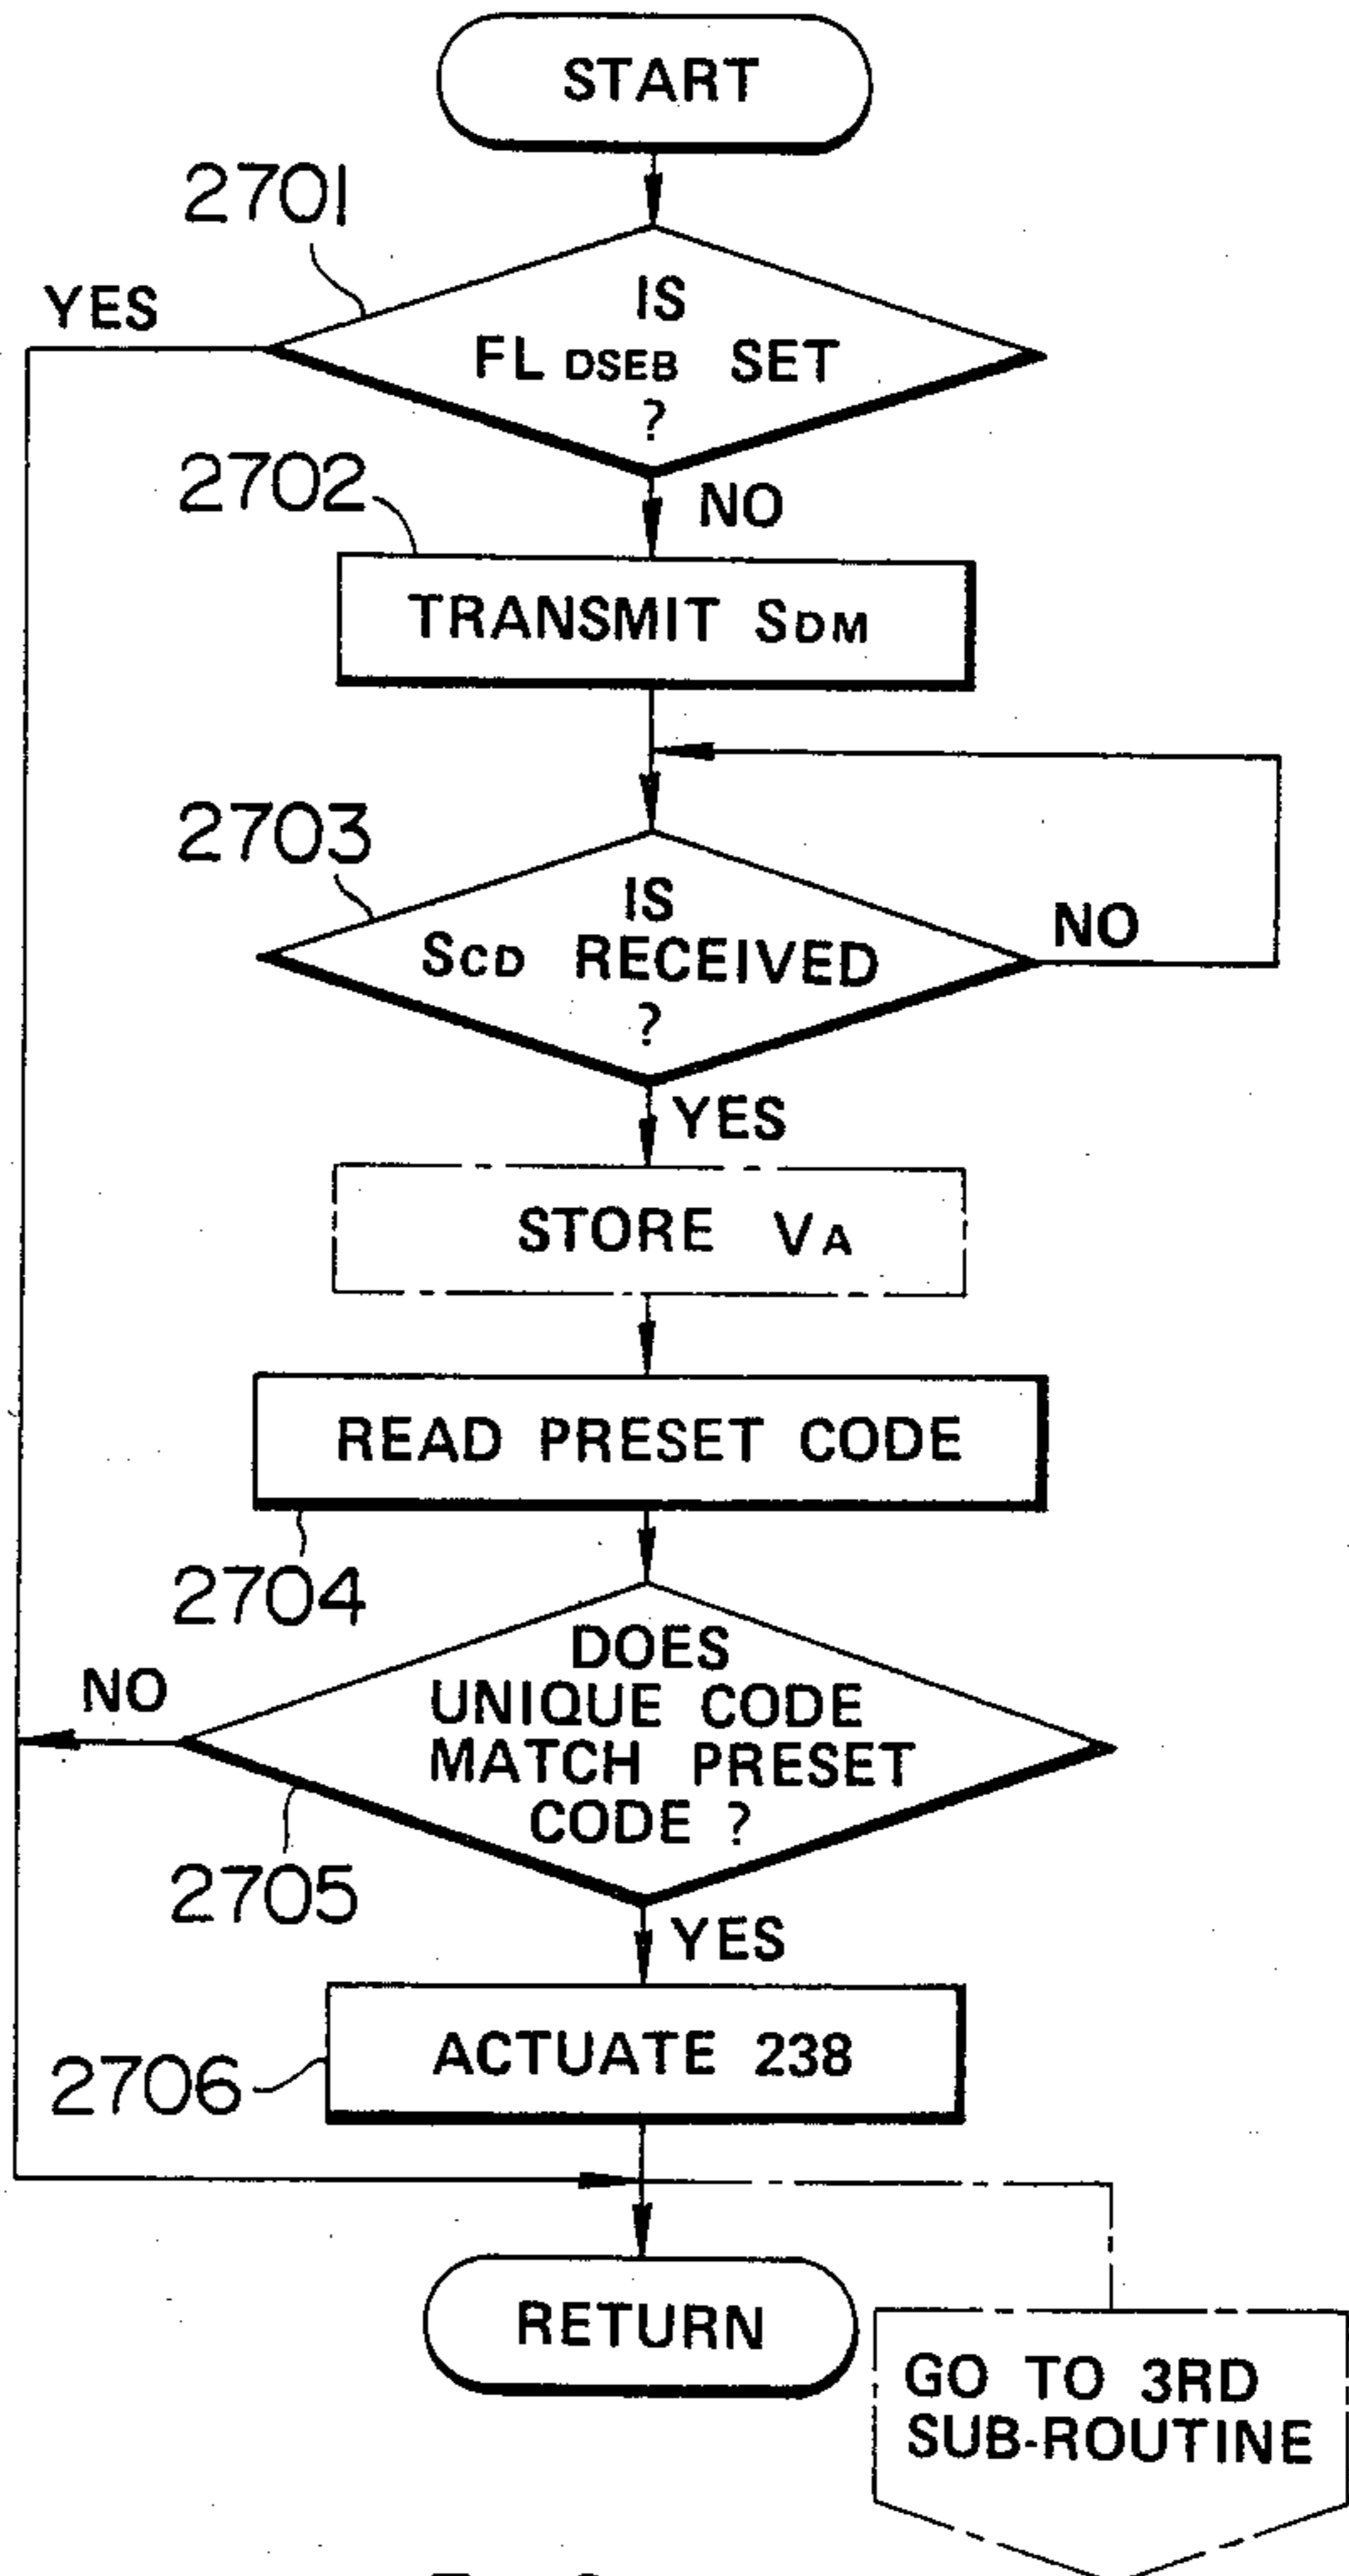 START
2701
YES
IS
FL DSEB SET
?
2702
NO
TRANSMIT SDM
2703
IS
SCD RECEIVED
?
NO
YES
STORE VA
READ PRESET CODE
2704
DOES
UNIQUE CODE
MATCH PRESET
CODE ?
NO
2705
YES
ACTUATE 238
2706
RETURN
GO TO 3RD
SUB-ROUTINE